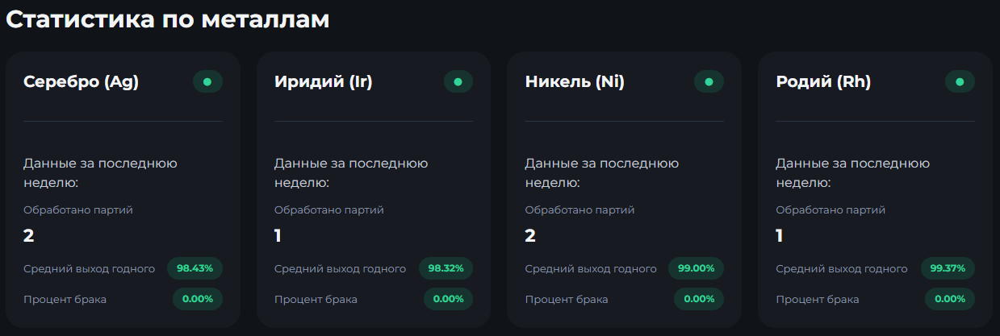 Статистика по металлам
Серебро (Ag)
Данные за последнюю
неделю:
Обработано партий
2
Средний выход годного 98.43%
Процент брака 0.00%
Иридий (Ir)
Данные за последнюю
неделю:
Обработано партий
1
Средний выход годного 98.32%
Процент брака 0.00%
Никель (Ni)
Данные за последнюю
неделю:
Обработано партий
2
Средний выход годного 99.00%
Процент брака 0.00%
Родий (Rh)
Данные за последнюю
неделю:
Обработано партий
1
Средний выход годного 99.37%
Процент брака 0.00%